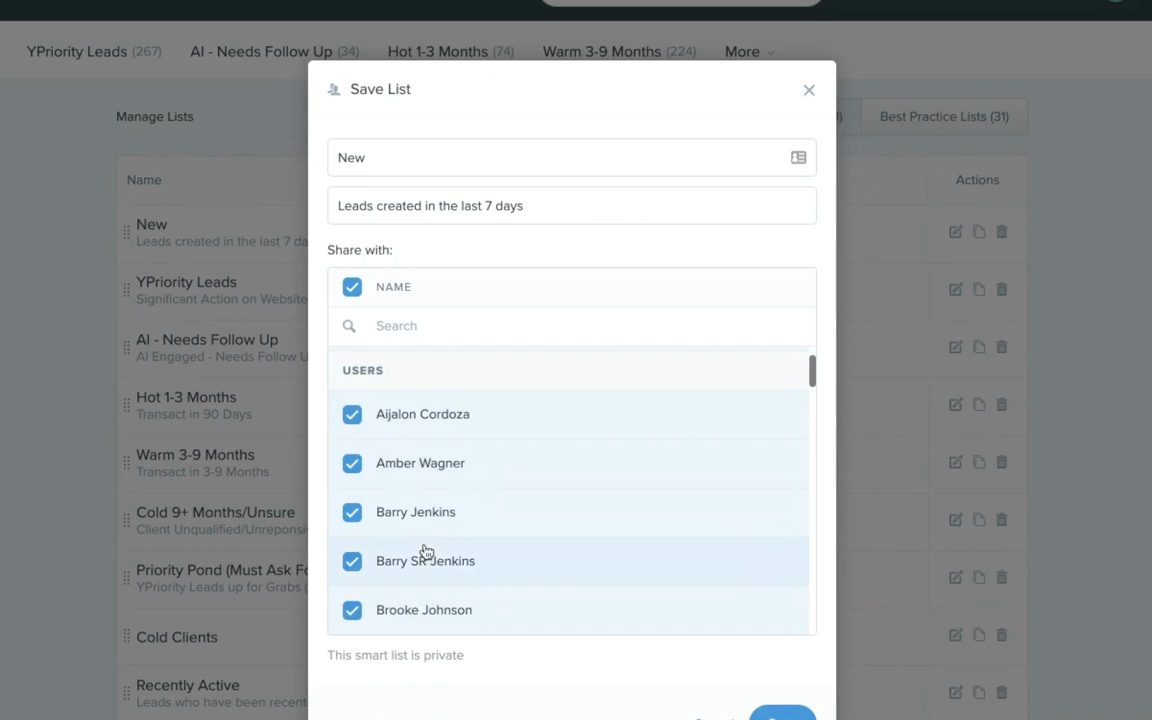 YPriority Leads (267) AI - Needs Follow Up (34) Hot 1-3 Months (74) Warm 3-9 Months (224) More
Save List
Manage Lists
Best Practice Lists (31)
New
Name
Actions
Leads created in the last 7 days
New
Leads created in the last 7 da
Share with:
NAME
YPriority Leads
Significant Action on Website
Search
AI - Needs Follow Up
AI Engaged - Needs Follow U
USERS
Hot 1-3 Months
Transact in 90 Days
Aijalon Cordoza
Warm 3-9 Months
Transact in 3-9 Months
Amber Wagner
Cold 9+ Months/Unsure
Client Unqualified/Unreponsi
Barry Jenkins
Priority Pond (Must Ask Fo
YPriority Leads up for Grabs (
Barry SR Jenkins
Brooke Johnson
Cold Clients
This smart list is private
Recently Active
Leads who have been recent